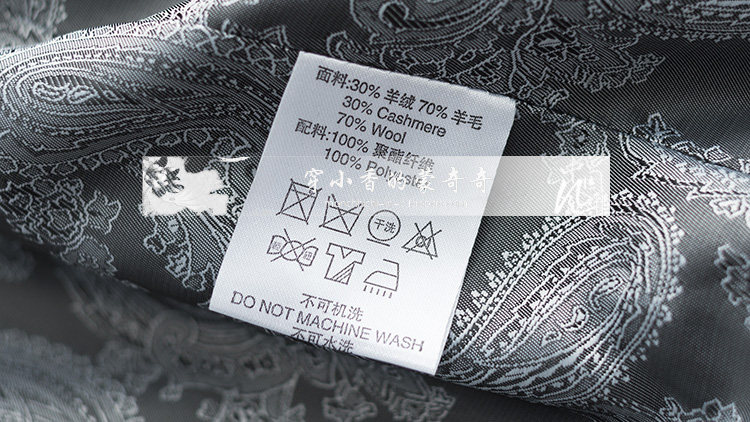 面料:30% 羊绒 70% 羊毛
30% Cashmere
70% Wool
配料:100% 聚酯纤维
100% Polyester
穿小香的蒙奇奇
干洗
不可机洗
DO NOT MACHINE WASH
不可水洗